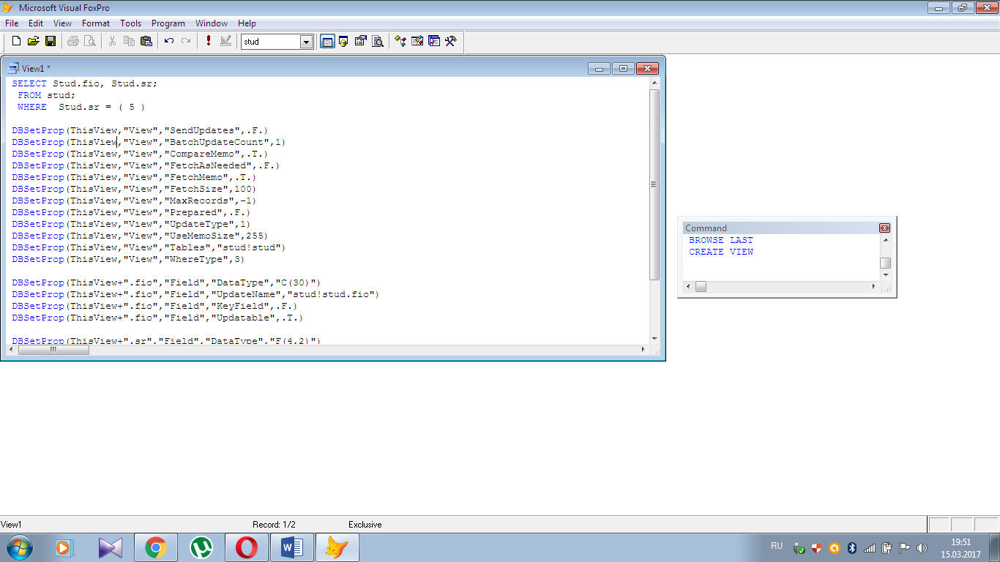 Microsoft Visual FoxPro
File Edit View Format Tools Program Window Help
stud
View1 *
SELECT Stud.fio, Stud.sr;
FROM stud;
WHERE  Stud.sr = ( 5 )
DBSetProp(ThisView,"View","SendUpdates",.F.)
DBSetProp(ThisView,"View","BatchUpdateCount",1)
DBSetProp(ThisView,"View","CompareMemo",.T.)
DBSetProp(ThisView,"View","FetchAsNeeded",.F.)
DBSetProp(ThisView,"View","FetchMemo",.T.)
DBSetProp(ThisView,"View","FetchSize",100)
DBSetProp(ThisView,"View","MaxRecords",-1)
DBSetProp(ThisView,"View","Prepared",.F.)
DBSetProp(ThisView,"View","UpdateType",1)
DBSetProp(ThisView,"View","UseMemoSize",255)
DBSetProp(ThisView,"View","Tables","stud!stud")
DBSetProp(ThisView,"View","WhereType",3)
DBSetProp(ThisView+".fio","Field","DataType","C(30)")
DBSetProp(ThisView+".fio","Field","UpdateName","stud!stud.fio")
DBSetProp(ThisView+".fio","Field","KeyField",.F.)
DBSetProp(ThisView+".fio","Field","Updatable",.T.)
DBSetProp(ThisView+".sr","Field","DataType","F(4,2)")
Command
BROWSE LAST
CREATE VIEW
View1 Record: 1/2 Exclusive
RU
19:51
15.03.2017